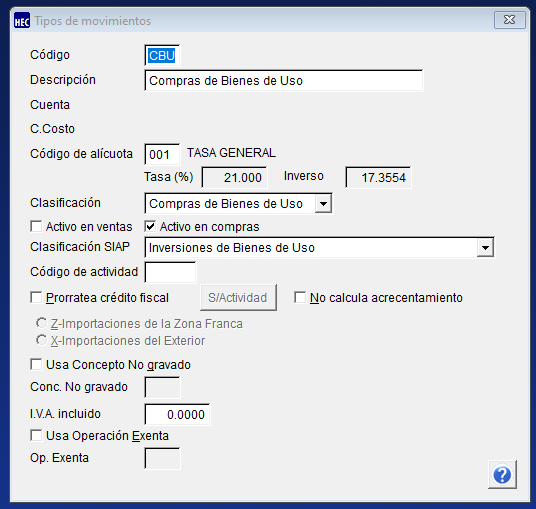 HEC Tipos de movimientos
Código CBU
Descripción Compras de Bienes de Uso
Cuenta
C.Costo
Código de alícuota 001 TASA GENERAL
Tasa (%) 21.000 Inverso 17.3554
Clasificación Compras de Bienes de Uso
Activo en ventas Activo en compras
Clasificación SIAP Inversiones de Bienes de Uso
Código de actividad
Prorratea crédito fiscal S/Actividad No calcula acrecentamiento
Z-Importaciones de la Zona Franca
X-Importaciones del Exterior
Usa Concepto No gravado
Conc. No gravado
I.V.A. incluido 0.0000
Usa Operación Exenta
Op. Exenta
?